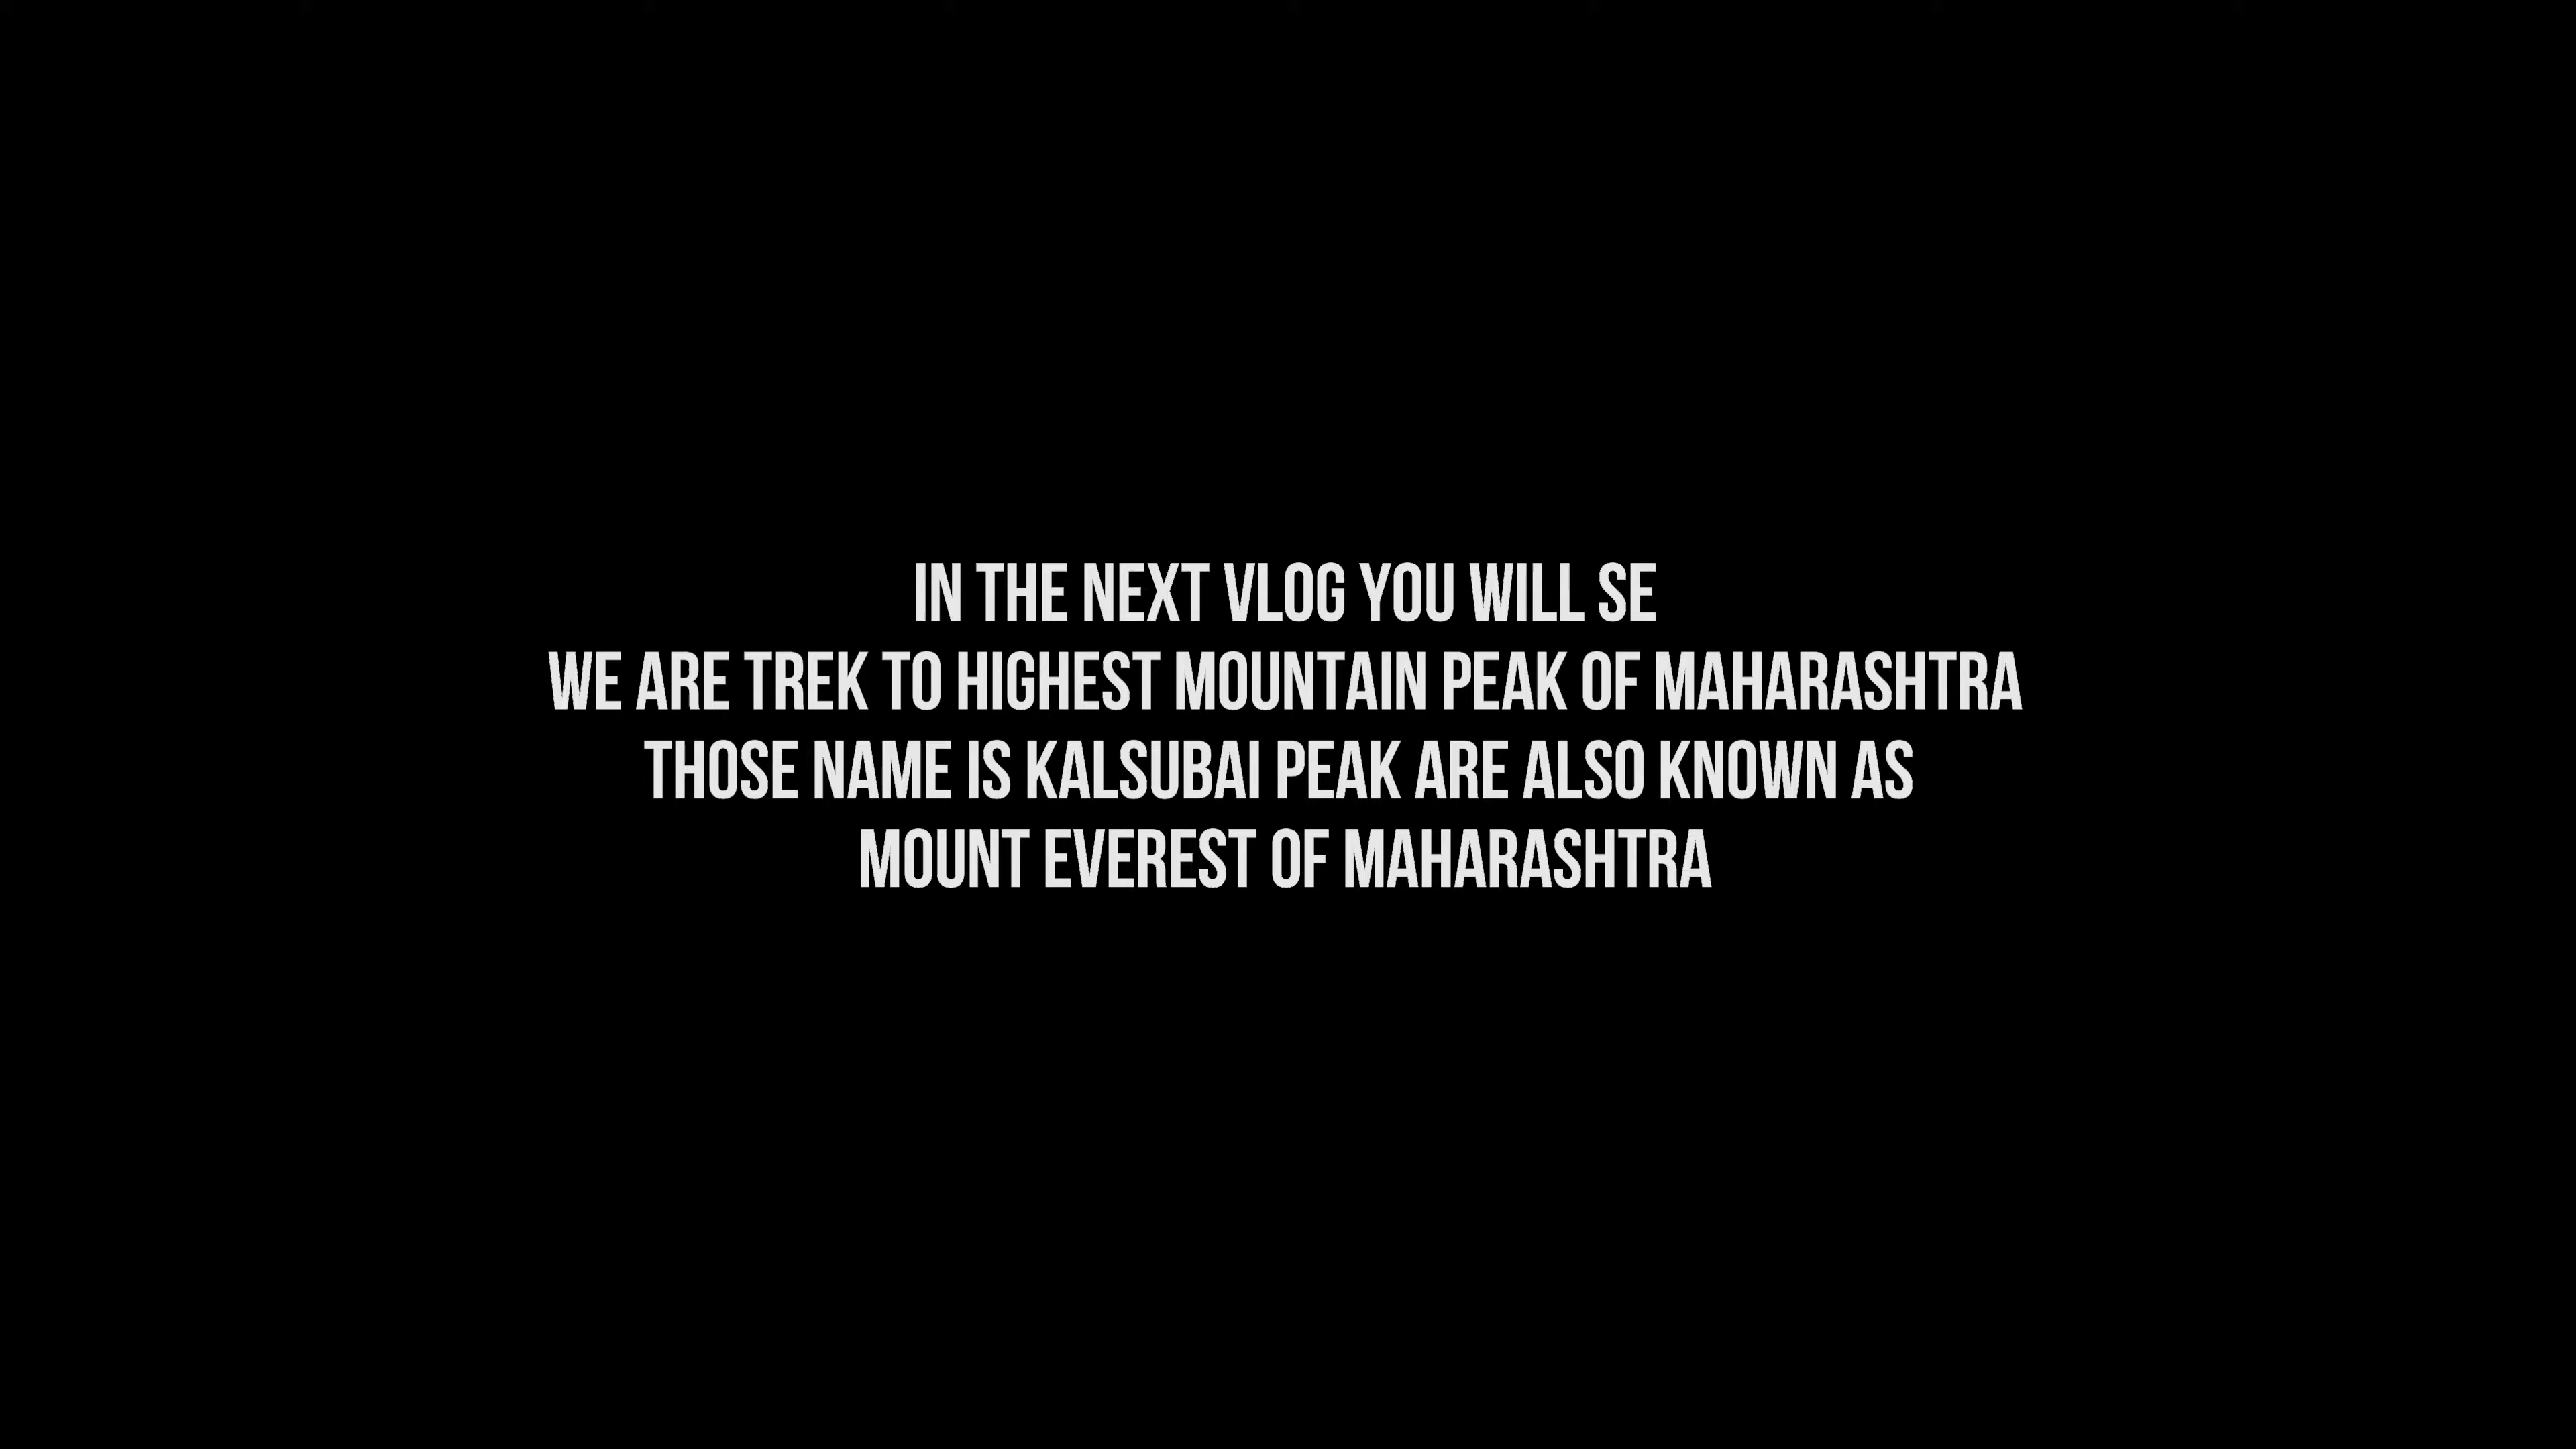 IN THE NEXT VLOG YOU WILL SE
WE ARE TREK TO HIGHEST MOUNTAIN PEAK OF MAHARASHTRA
THOSE NAME IS KALSUBAI PEAK ARE ALSO KNOWN AS
MOUNT EVEREST OF MAHARASHTRA